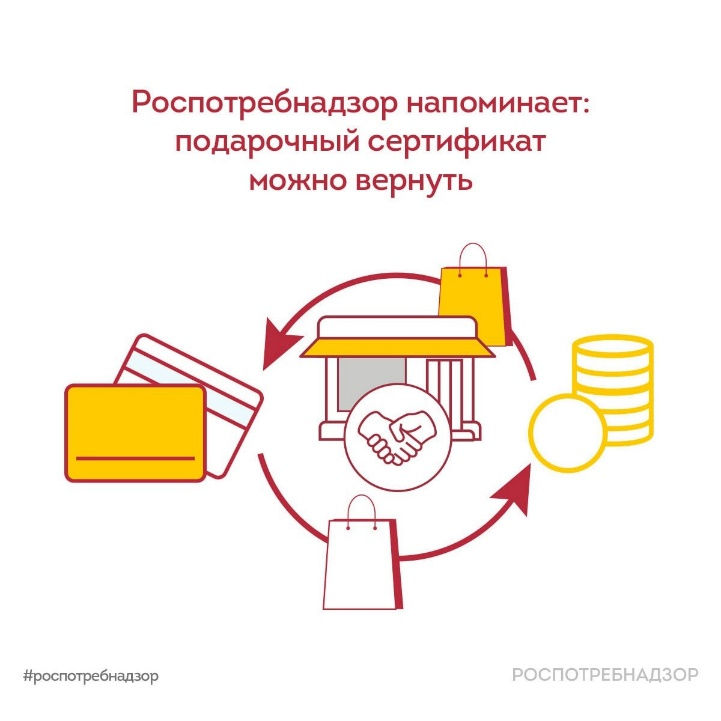 Роспотребнадзор напоминает:
подарочный сертификат
можно вернуть
#роспотребнадзор
РОСПОТРЕБНАДЗОР